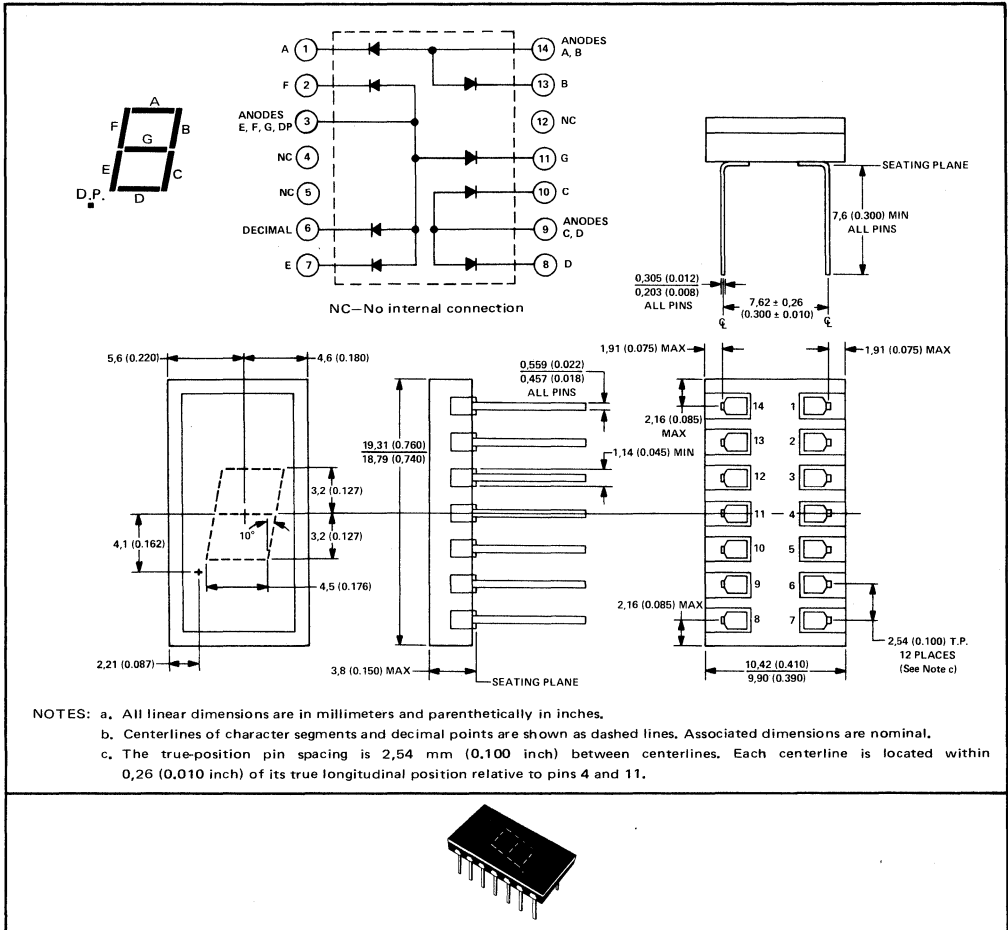 A
F
B
G
E
C
D.P.
D
A 1
F 2
ANODES
E, F, G, DP 3
NC 4
NC 5
DECIMAL 6
E 7
14 ANODES
A, B
13 B
12 NC
11 G
10 C
9 ANODES
C, D
8 D
NC—No internal connection
SEATING PLANE
7,6 (0.300) MIN
ALL PINS
0,305 (0.012)
0,203 (0.008)
ALL PINS
7,62 ± 0,26
(0.300 ± 0.010)
℄ ℄
5,6 (0.220)
4,6 (0.180)
3,2 (0.127)
10°
3,2 (0.127)
4,1 (0.162)
4,5 (0.176)
2,21 (0.087)
0,559 (0.022)
0,457 (0.018)
ALL PINS
19,31 (0.760)
18,79 (0,740)
1,14 (0.045) MIN
3,8 (0.150) MAX
SEATING PLANE
1,91 (0.075) MAX
1,91 (0.075) MAX
2,16 (0.085)
MAX
14 1
13 2
12 3
11 4
10 5
9 6
8 7
2,16 (0.085) MAX
2,54 (0.100) T.P.
12 PLACES
(See Note c)
10,42 (0.410)
9,90 (0.390)
NOTES: a. All linear dimensions are in millimeters and parenthetically in inches.
b. Centerlines of character segments and decimal points are shown as dashed lines. Associated dimensions are nominal.
c. The true-position pin spacing is 2,54 mm (0.100 inch) between centerlines. Each centerline is located within
0,26 (0.010 inch) of its true longitudinal position relative to pins 4 and 11.